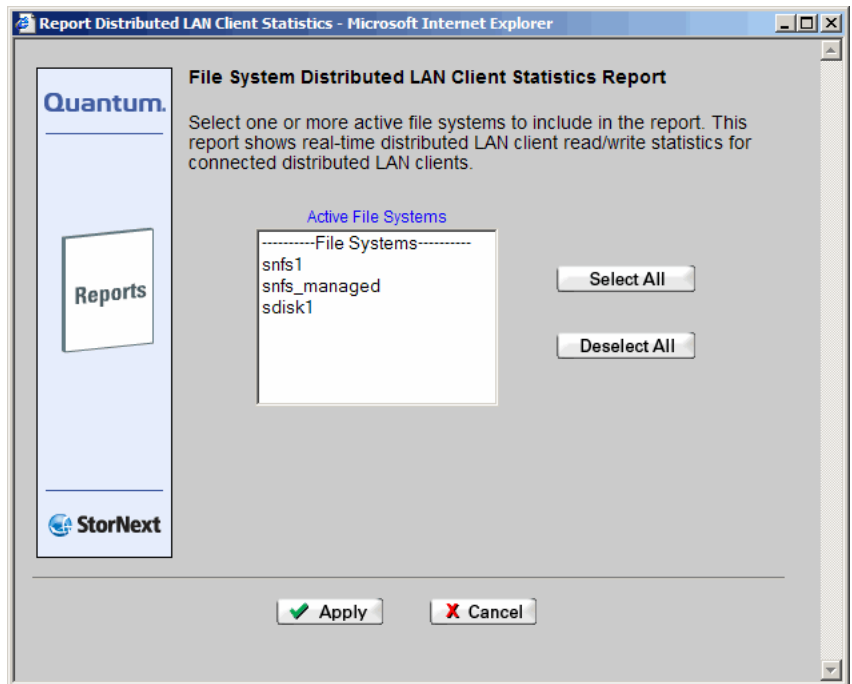 Report Distributed LAN Client Statistics - Microsoft Internet Explorer
Quantum.
File System Distributed LAN Client Statistics Report
Select one or more active file systems to include in the report. This
report shows real-time distributed LAN client read/write statistics for
connected distributed LAN clients.
Active File Systems
----------File Systems----------
snfs1
snfs_managed
sdisk1
Select All
Deselect All
Reports
StorNext
Apply
X Cancel